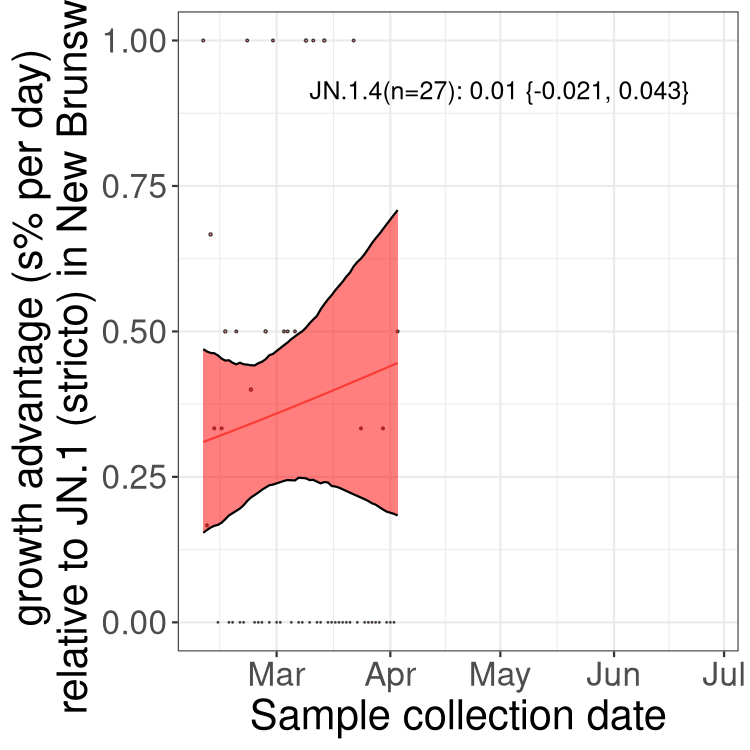 growth advantage (s% per day)
relative to JN.1 (stricto) in New Brunsw
1.00
0.75
0.50
0.25
0.00
JN.1.4(n=27): 0.01 {-0.021, 0.043}
Mar Apr May Jun Jul
Sample collection date